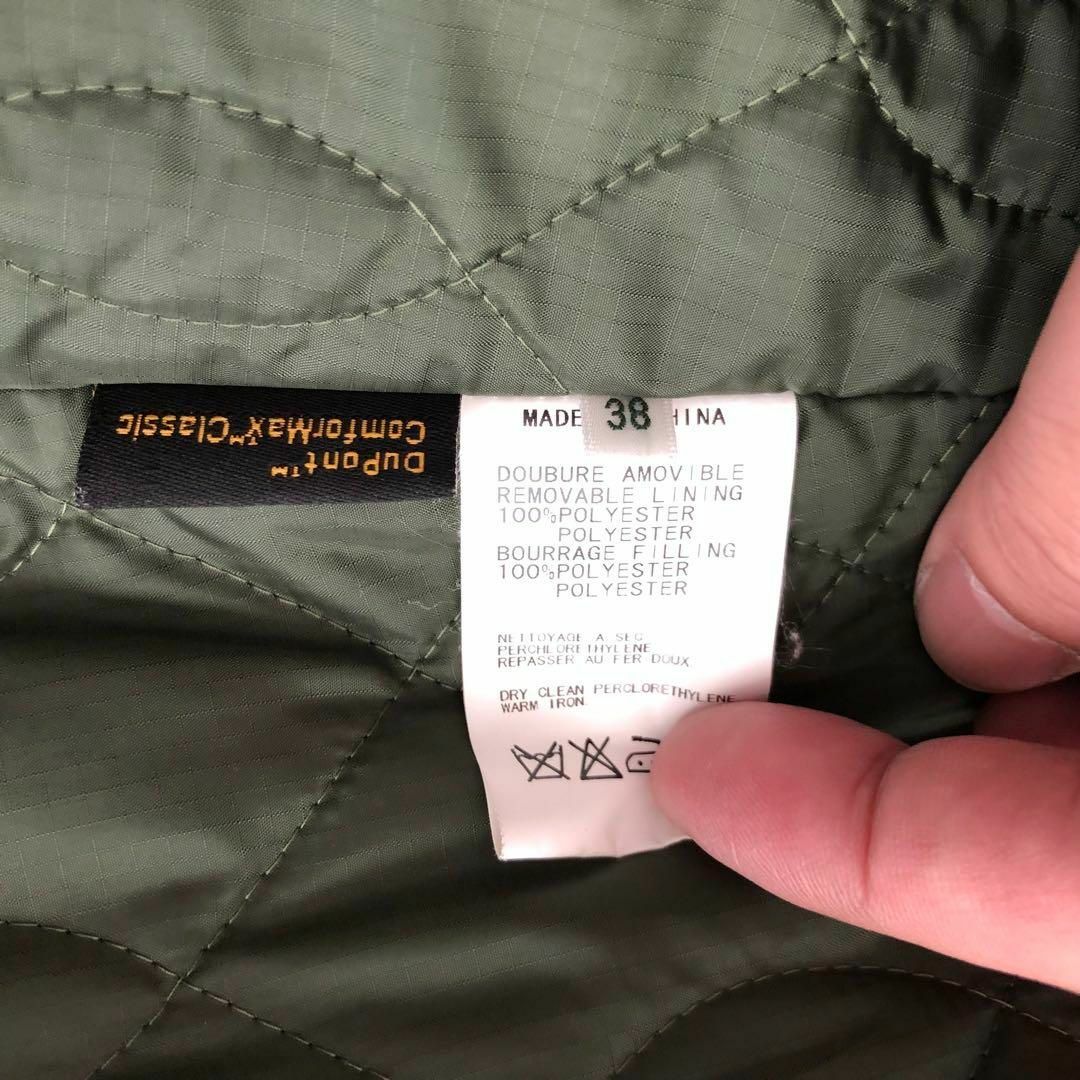 DuPont™
ComforMax™Classic
MADE 38 HINA
DOUBURE AMOVIBLE
REMOVABLE LINING
100%POLYESTER
POLYESTER
BOURRAGE FILLING
100%POLYESTER
POLYESTER
NETTOYAGE A SEC
PERCHLORETHYLENE
REPASSER AU FER DOUX
DRY CLEAN PERCLORETHYLENE
WARM IRON